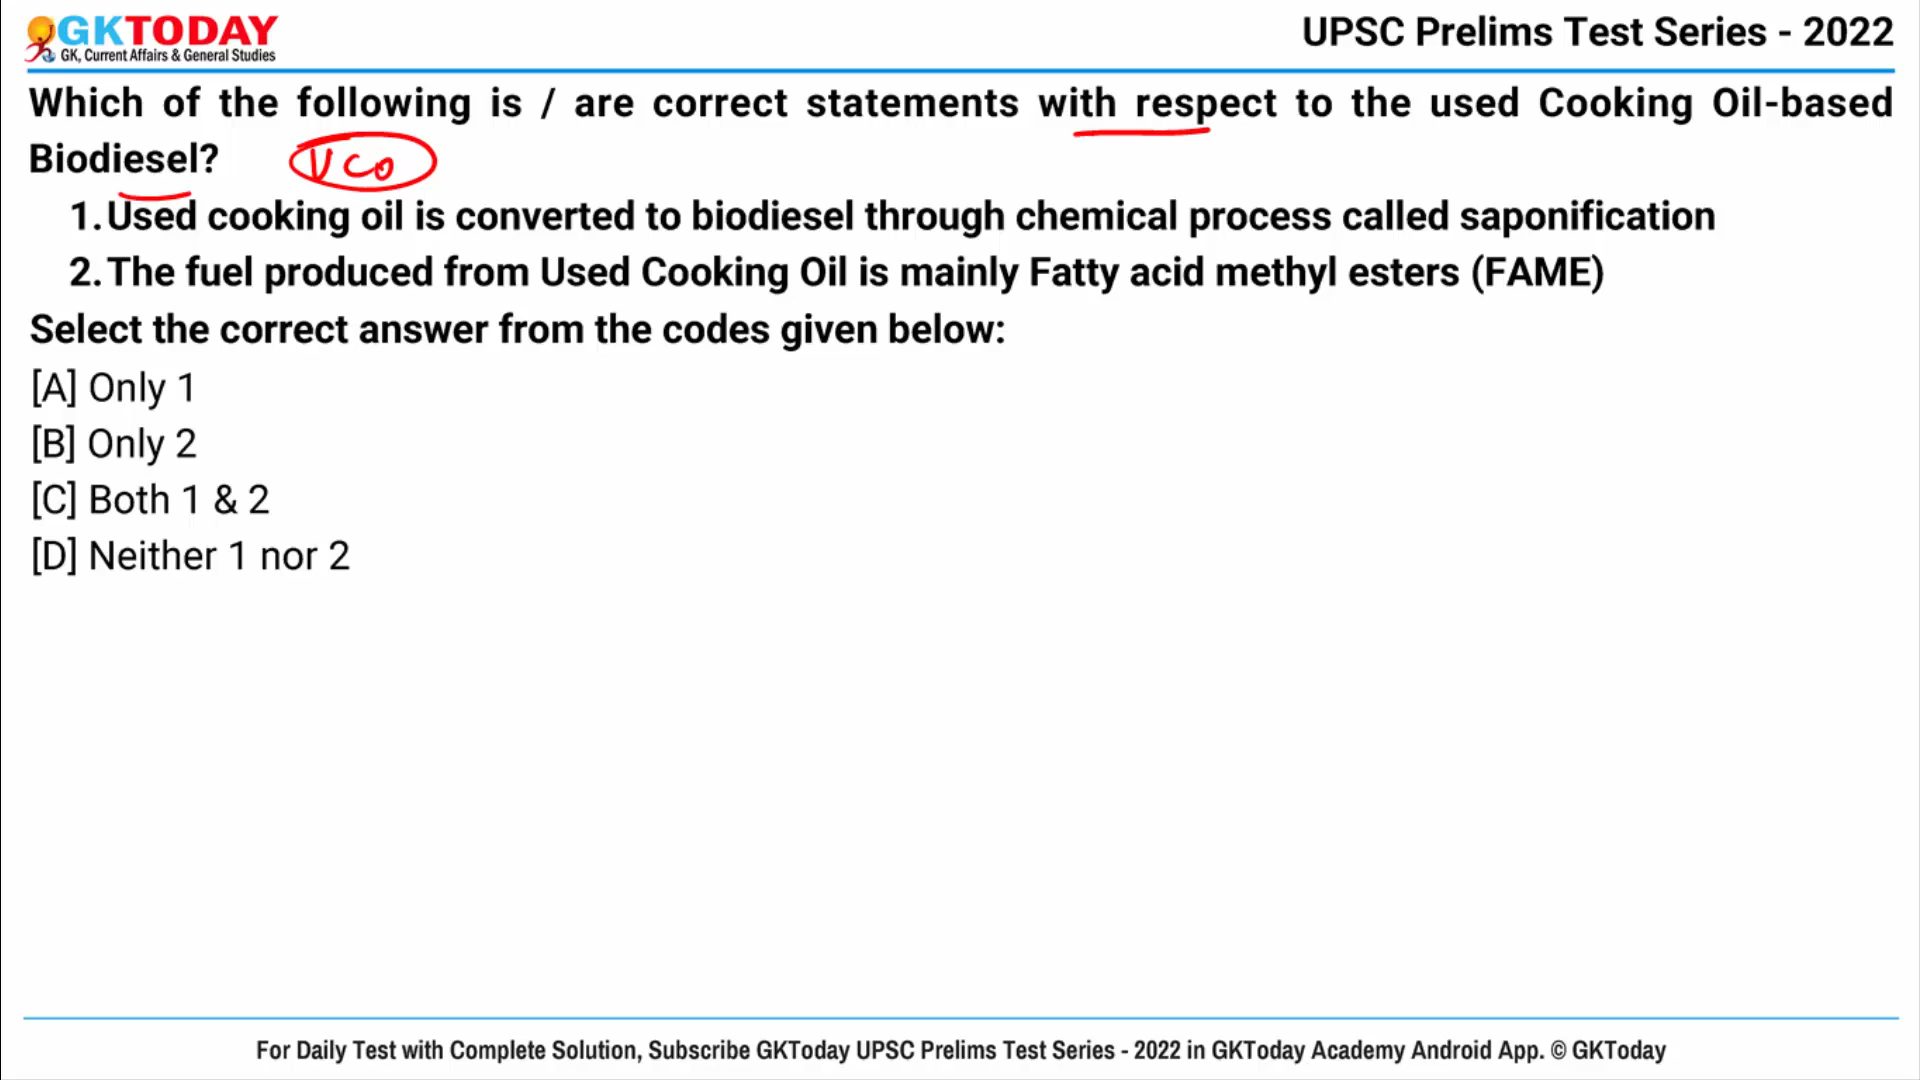 GKTODAY
GK, Current Affairs & General Studies
UPSC Prelims Test Series - 2022
Which of the following is / are correct statements with respect to the used Cooking Oil-based
Biodiesel?
UCO
1. Used cooking oil is converted to biodiesel through chemical process called saponification
2. The fuel produced from Used Cooking Oil is mainly Fatty acid methyl esters (FAME)
Select the correct answer from the codes given below:
[A] Only 1
[B] Only 2
[C] Both 1 & 2
[D] Neither 1 nor 2
For Daily Test with Complete Solution, Subscribe GKToday UPSC Prelims Test Series - 2022 in GKToday Academy Android App. © GKToday